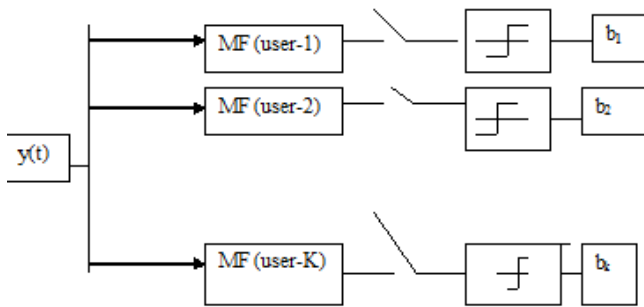 MF (user-1)
b₁
MF (user-2)
b₂
y(t)
MF (user-K)
bₖ